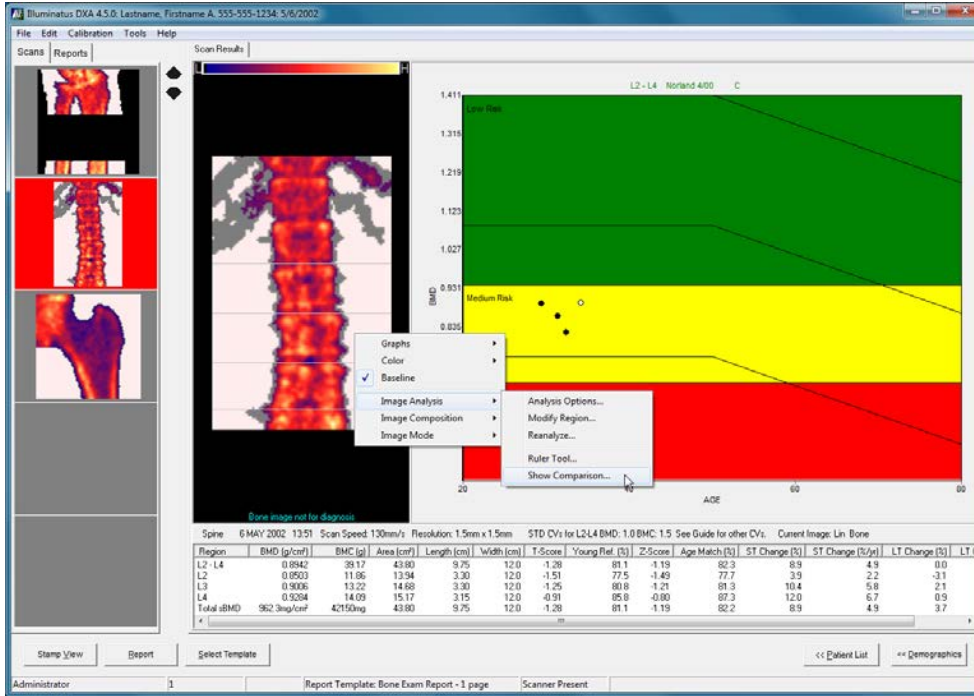 Illuminatus DXA 4.5.0: Lastname, Firstname A. 555-555-1234: 5/6/2002
File Edit Calibration Tools Help
Scans Reports
Scan Results
L H
L2 - L4 Norland 4/00 C
1.411
Low Risk
1.315
1.219
1.123
1.027
0.931
Medium Risk
BMD
0.835
Graphs
Color
Baseline
Image Analysis
Image Composition
Image Mode
Analysis Options...
Modify Region...
Reanalyze...
Ruler Tool...
Show Comparison...
20 40 60 80
AGE
Bone image not for diagnosis
Spine 6 MAY 2002 13:51 Scan Speed: 130mm/s Resolution: 1.5mm x 1.5mm STD CVs for L2-L4 BMD: 1.0 BMC: 1.5 See Guide for other CVs. Current Image: Lin Bone
Region BMD (g/cm²) BMC (g) Area (cm²) Length (cm) Width (cm) T-Score Young Ref. (%) Z-Score Age Match (%) ST Change (%) ST Change (%/yr) LT Change (%) LT
L2 - L4 0.8942 39.17 43.80 9.75 12.0 -1.28 81.1 -1.19 82.3 8.9 4.9 0.0
L2 0.8503 11.86 13.94 3.30 12.0 -1.51 77.5 -1.49 77.7 3.9 2.2 -3.1
L3 0.9006 13.22 14.68 3.30 12.0 -1.25 80.8 -1.21 81.3 10.4 5.8 2.1
L4 0.9284 14.09 15.17 3.15 12.0 -0.91 85.8 -0.80 87.3 12.0 6.7 0.9
Total sBMD 962.3mg/cm² 42150mg 43.80 9.75 12.0 -1.28 81.1 -1.19 82.2 8.9 4.9 3.7
Stamp View Report Select Template << Patient List << Demographics
Administrator 1 Report Template: Bone Exam Report - 1 page Scanner Present